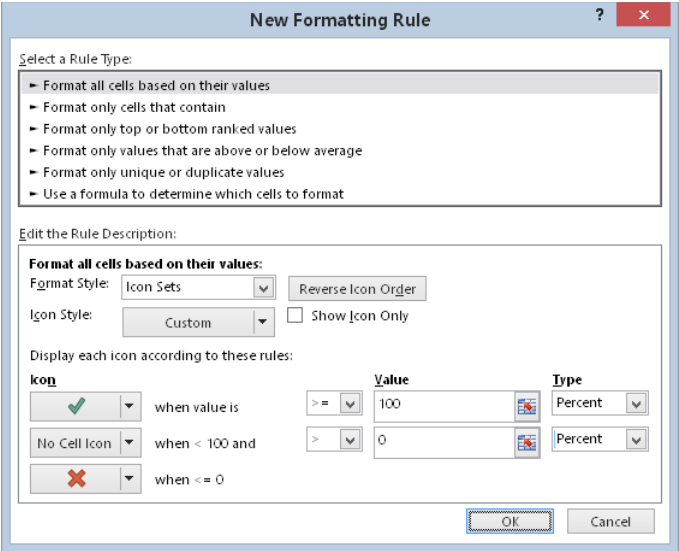 New Formatting Rule ? ×
Select a Rule Type:
► Format all cells based on their values
► Format only cells that contain
► Format only top or bottom ranked values
► Format only values that are above or below average
► Format only unique or duplicate values
► Use a formula to determine which cells to format
Edit the Rule Description:
Format all cells based on their values:
Format Style: Icon Sets Reverse Icon Order
Icon Style: Custom Show Icon Only
Display each icon according to these rules:
Icon Value Type
when value is >= 100 Percent
No Cell Icon when < 100 and > 0 Percent
when <= 0
OK Cancel